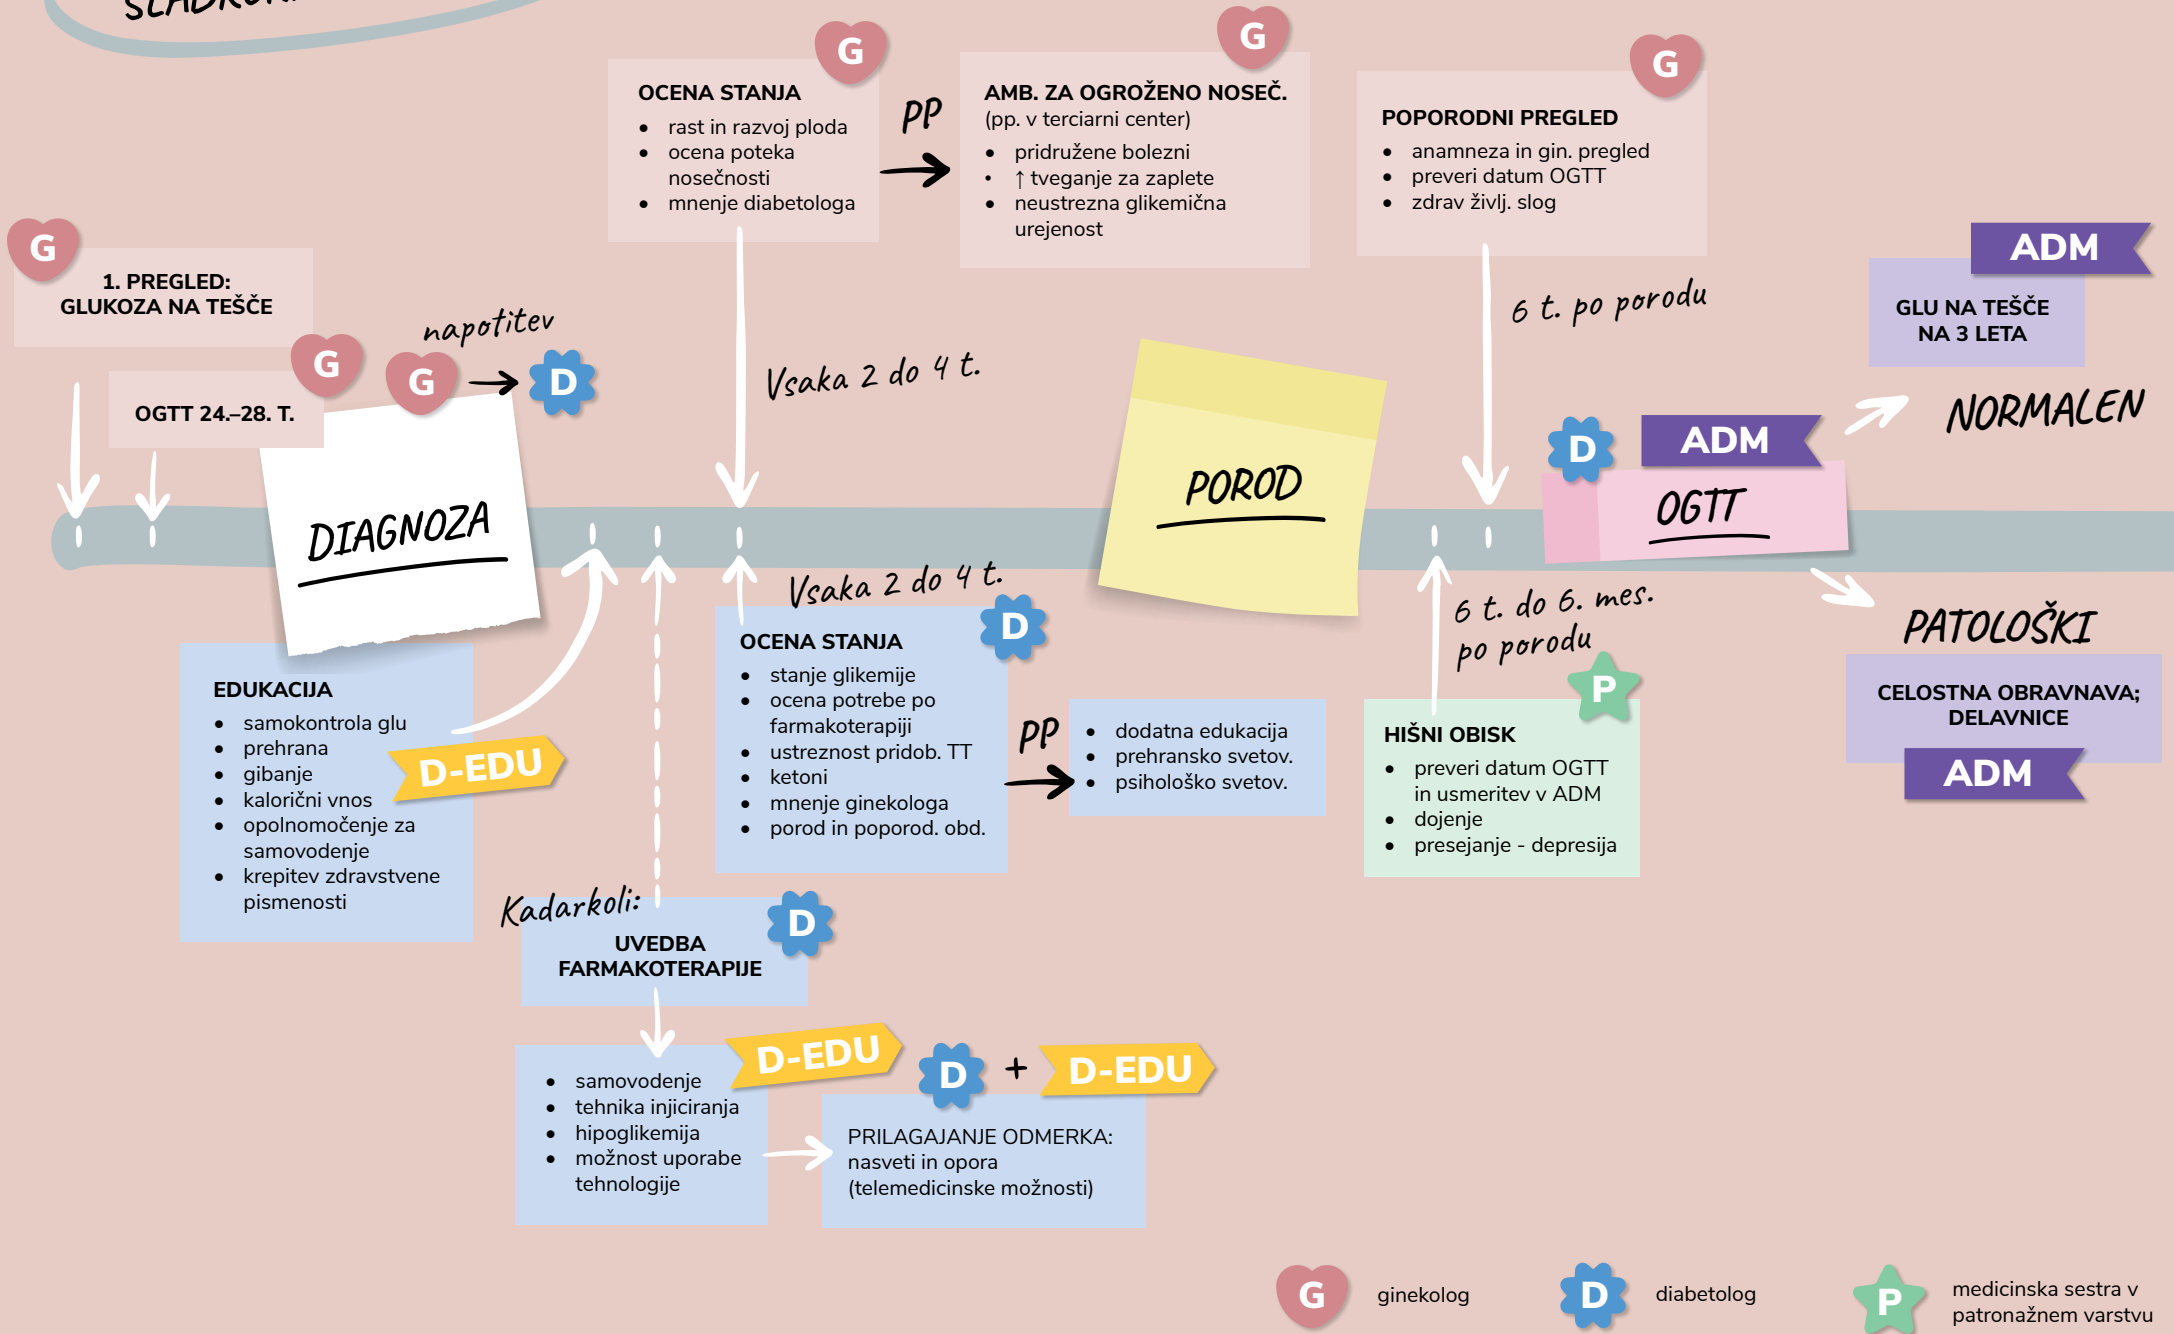 G
1. PREGLED:
GLUKOZA NA TEŠČE
G
OGTT 24.–28. T.
napotitev
G
D
DIAGNOZA
EDUKACIJA
• samokontrola glu
• prehrana
• gibanje
• kalorični vnos
• opolnomočenje za
samovodenje
• krepitev zdravstvene
pismenosti
D-EDU
G
OCENA STANJA
• rast in razvoj ploda
• ocena poteka
nosečnosti
• mnenje diabetologa
Vsaka 2 do 4 t.
PP
G
AMB. ZA OGROŽENO NOSEČ.
(pp. v terciarni center)
• pridružene bolezni
• ↑ tveganje za zaplete
• neustrezna glikemična
urejenost
Vsaka 2 do 4 t.
D
OCENA STANJA
• stanje glikemije
• ocena potrebe po
farmakoterapiji
• ustreznost pridob. TT
• ketoni
• mnenje ginekologa
• porod in poporod. obd.
PP
• dodatna edukacija
• prehransko svetov.
• psihološko svetov.
Kadarkoli:
D
UVEDBA
FARMAKOTERAPIJE
D-EDU
• samovodenje
• tehnika injiciranja
• hipoglikemija
• možnost uporabe
tehnologije
D + D-EDU
PRILAGAJANJE ODMERKA:
nasveti in opora
(telemedicinske možnosti)
POROD
G
POPORODNI PREGLED
• anamneza in gin. pregled
• preveri datum OGTT
• zdrav življ. slog
6 t. po porodu
6 t. do 6. mes.
po porodu
P
HIŠNI OBISK
• preveri datum OGTT
in usmeritev v ADM
• dojenje
• presejanje - depresija
D
ADM
OGTT
ADM
GLU NA TEŠČE
NA 3 LETA
NORMALEN
PATOLOŠKI
CELOSTNA OBRAVNAVA;
DELAVNICE
ADM
G ginekolog
D diabetolog
P medicinska sestra v
patronažnem varstvu